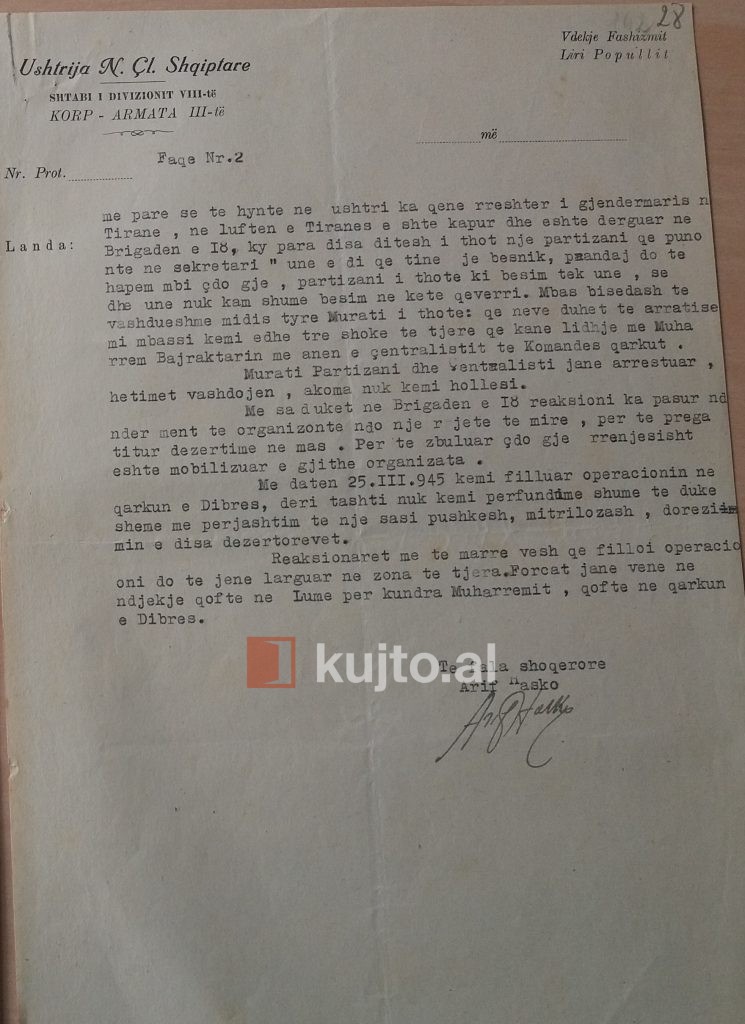 28
Vdekje Fashizmit
Liri Popullit
Ushtrija N. Çl. Shqiptare
SHTABI I DIVIZIONIT VIII-të
KORP - ARMATA III-të
më
Faqe Nr.2
Nr. Prot.
me pare se te hynte ne ushtri ka qene rreshter i gjendermaris n
Tirane , ne luften e Tiranes e shte kapur dhe eshte derguar ne
Landa:
Brigaden e I8, ky para disa ditesh i thot nje partizani qe puno
nte ne sekretari " une e di qe tine je besnik, pmandaj do te
hapem mbi çdo gje , partizani i thote ki besim tek une , se
dhe une nuk kam shume besim ne kete qeverri. Mbas bisedash te
vashdueshme midis tyre Murati i thote: qe neve duhet te arratise
mi mbassi kemi edhe tre shoke te tjere qe kane lidhje me Muha
rrem Bajraktarin me anen e çentralistit te Komandes qarkut .
Murati Partizani dhe jane arrestuar ,
hetimet vashdojen , akoma nuk kemi hollesi.
Me sa duket ne Brigaden e I8 reaksioni ka pasur nd
nder ment te organizonte ndo nje r jete te mire , per te prega
titur dezertime ne mas . Per te zbuluar çdo gje rrenjesisht
eshte mobilizuar e gjithe organizata .
Me daten 25.III.945 kemi filluar operacionin ne
qarkun e Dibres, deri tashti nuk kemi perfundime shume te duke
sheme me perjashtim te nje sasi pushkesh, mitrilozash ,
min e disa dezertorevet.
Reaksionaret me te marre vesh qe filloi operacio
oni do te jene larguar ne zona te tjera.Forcat jane vene ne
ndjekje qofte ne Lume per kundra Muharremit , qofte ne qarkun
e Dibres.
kujto.al
Te fala shoqerore
Arif Hasko